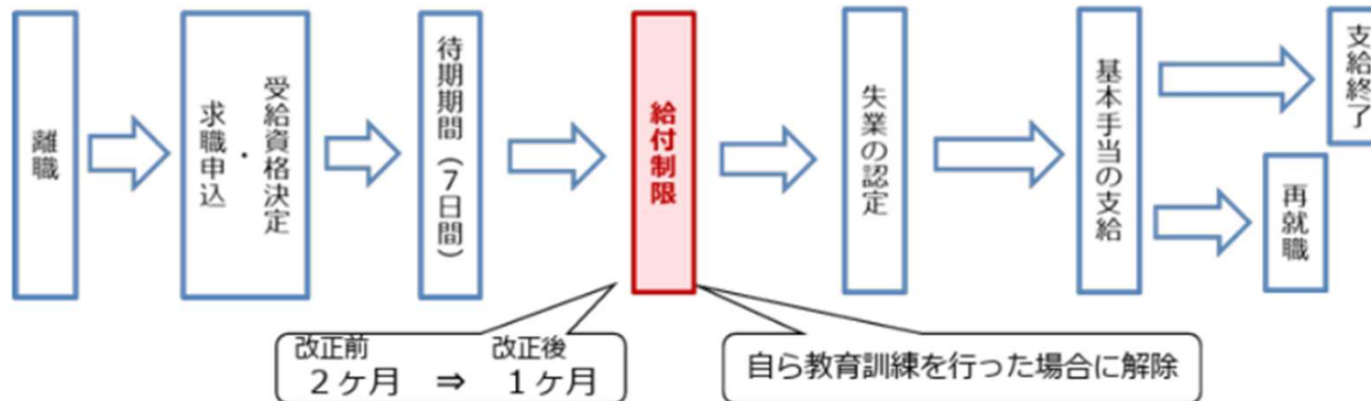 離職
受給資格決定
・
求職申込
待期期間（7日間）
給付制限
失業の認定
基本手当の支給
支給終了
再就職
改正前 改正後
２ヶ月 ⇒ １ヶ月
自ら教育訓練を行った場合に解除